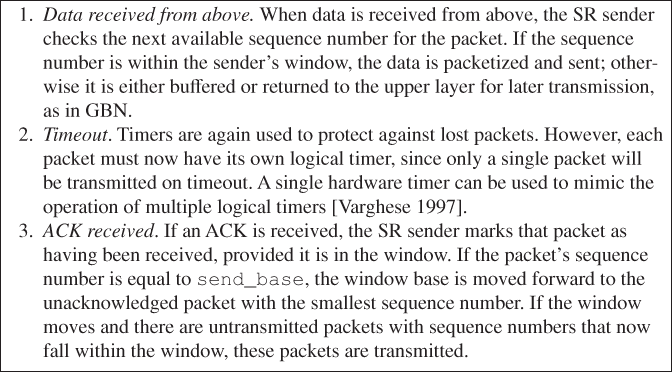 1. Data received from above. When data is received from above, the SR sender
checks the next available sequence number for the packet. If the sequence
number is within the sender’s window, the data is packetized and sent; other-
wise it is either buffered or returned to the upper layer for later transmission,
as in GBN.
2. Timeout. Timers are again used to protect against lost packets. However, each
packet must now have its own logical timer, since only a single packet will
be transmitted on timeout. A single hardware timer can be used to mimic the
operation of multiple logical timers [Varghese 1997].
3. ACK received. If an ACK is received, the SR sender marks that packet as
having been received, provided it is in the window. If the packet’s sequence
number is equal to send_base, the window base is moved forward to the
unacknowledged packet with the smallest sequence number. If the window
moves and there are untransmitted packets with sequence numbers that now
fall within the window, these packets are transmitted.